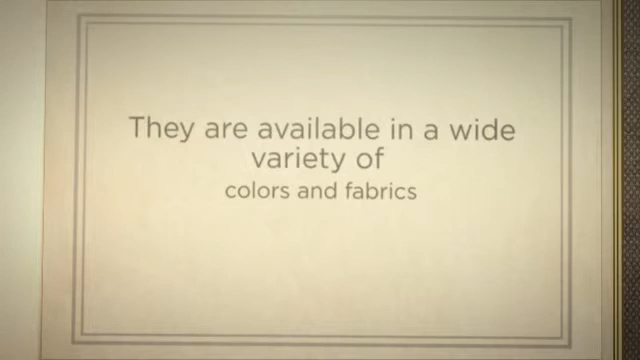 They are available in a wide
variety of
colors and fabrics